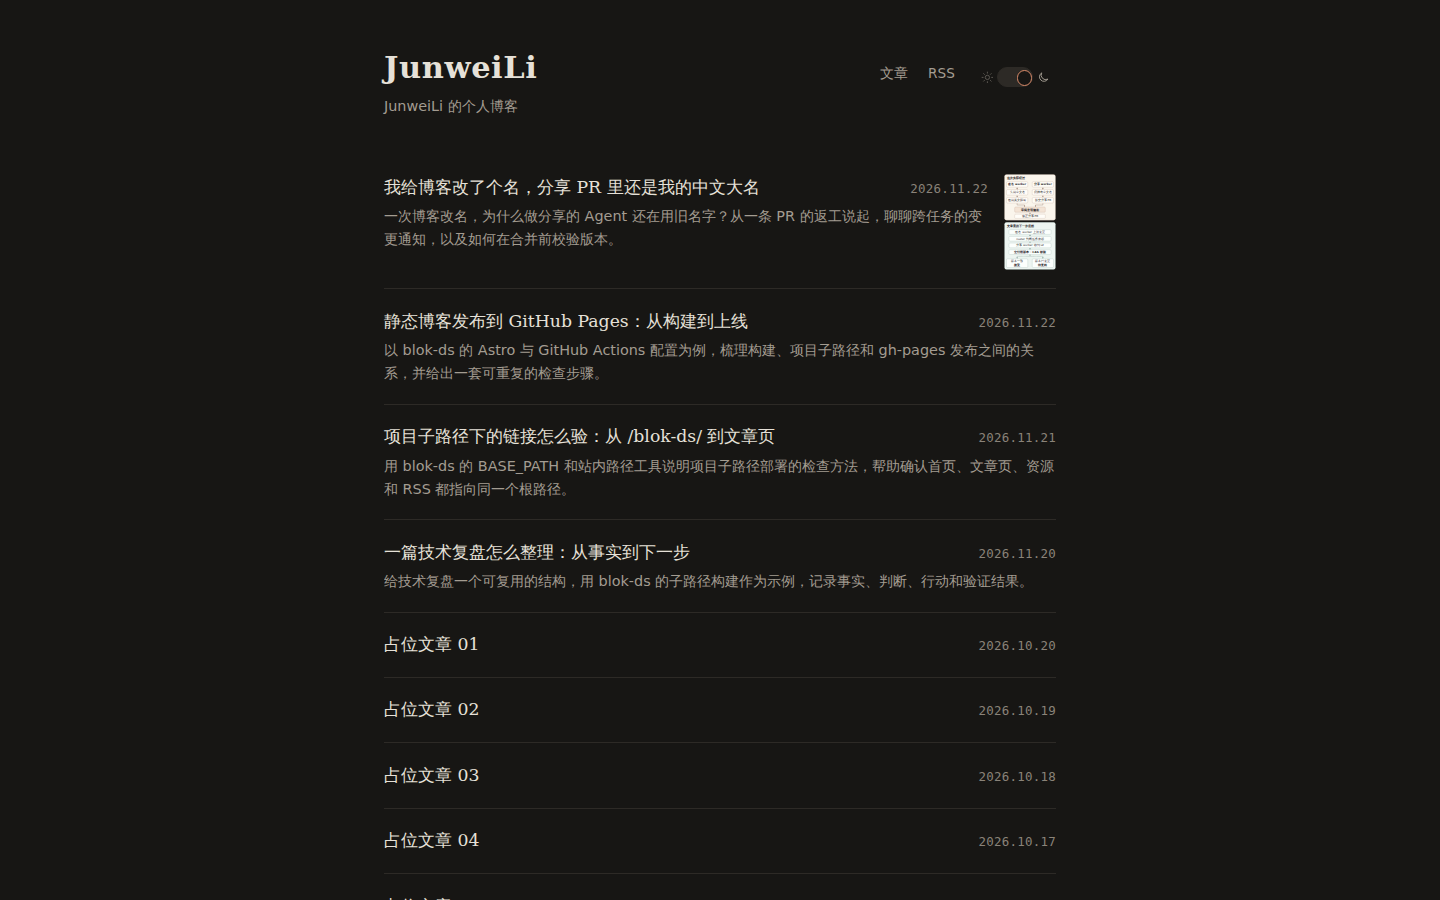 JunweiLi
文章
RSS
JunweiLi 的个人博客
我给博客改了个名，分享 PR 里还是我的中文大名
2026.11.22
一次博客改名，为什么做分享的 Agent 还在用旧名字？从一条 PR 的返工说起，聊聊跨任务的变
更通知，以及如何在合并前校验版本。
静态博客发布到 GitHub Pages：从构建到上线
2026.11.22
以 blok-ds 的 Astro 与 GitHub Actions 配置为例，梳理构建、项目子路径和 gh-pages 发布之间的关
系，并给出一套可重复的检查步骤。
项目子路径下的链接怎么验：从 /blok-ds/ 到文章页
2026.11.21
用 blok-ds 的 BASE_PATH 和站内路径工具说明项目子路径部署的检查方法，帮助确认首页、文章页、资源
和 RSS 都指向同一个根路径。
一篇技术复盘怎么整理：从事实到下一步
2026.11.20
给技术复盘一个可复用的结构，用 blok-ds 的子路径构建作为示例，记录事实、判断、行动和验证结果。
占位文章 01
2026.10.20
占位文章 02
2026.10.19
占位文章 03
2026.10.18
占位文章 04
2026.10.17